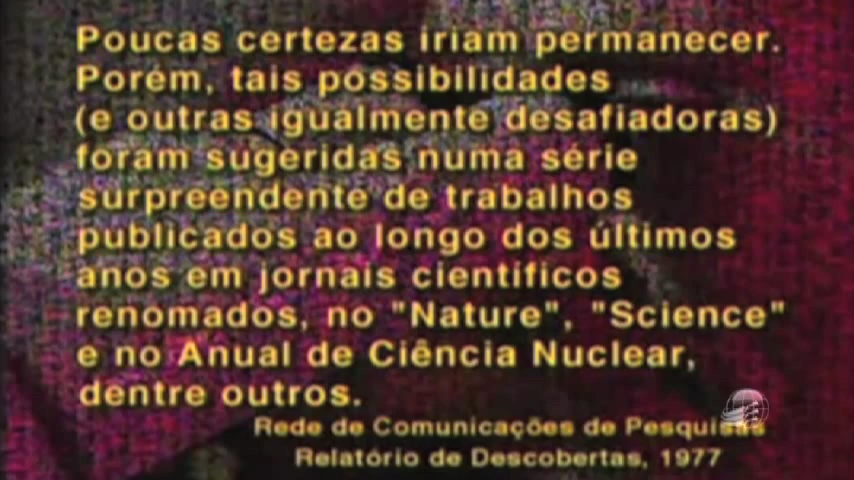 Poucas certezas iriam permanecer.
Porém, tais possibilidades
(e outras igualmente desafiadoras)
foram sugeridas numa série
surpreendente de trabalhos
publicados ao longo dos últimos
anos em jornais científicos
renomados, no "Nature", "Science"
e no Anual de Ciência Nuclear,
dentre outros.
Rede de Comunicações de Pesquisas
Relatório de Descobertas, 1977